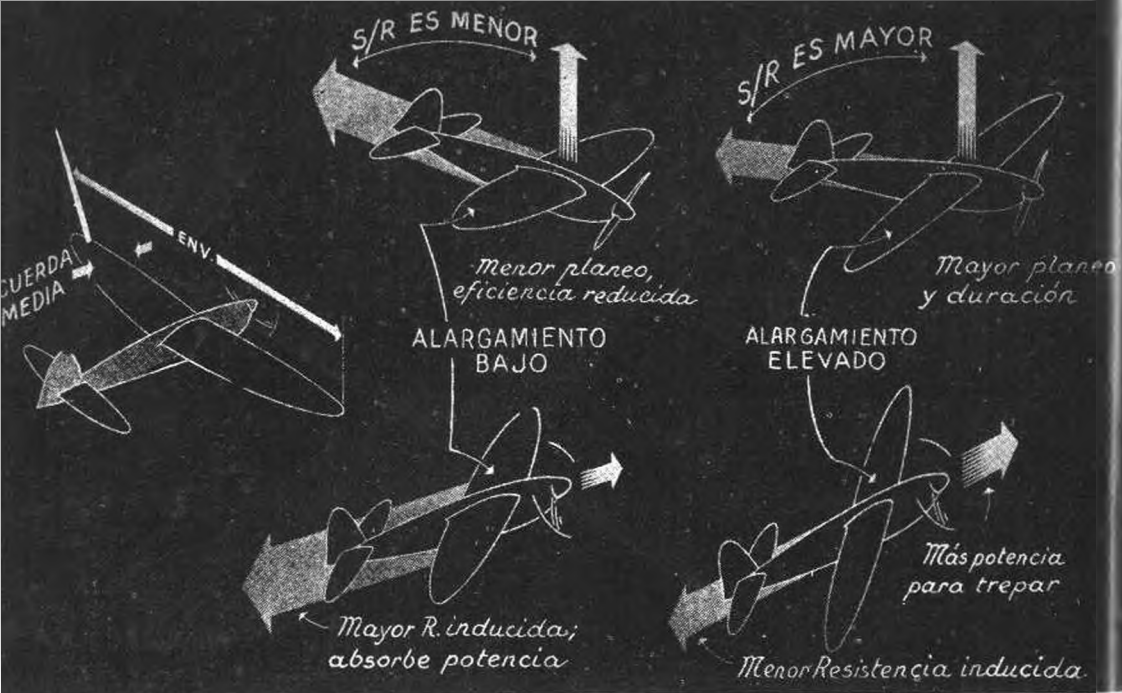 S/R ES MENOR
S/R ES MAYOR
ENV.
CUERDA
MEDIA
Menor planeo,
eficiencia reducida
Mayor planeo
y duración
ALARGAMIENTO
BAJO
ALARGAMIENTO
ELEVADO
Más potencia
para trepar
Mayor R. inducida;
absorbe potencia
Menor Resistencia inducida